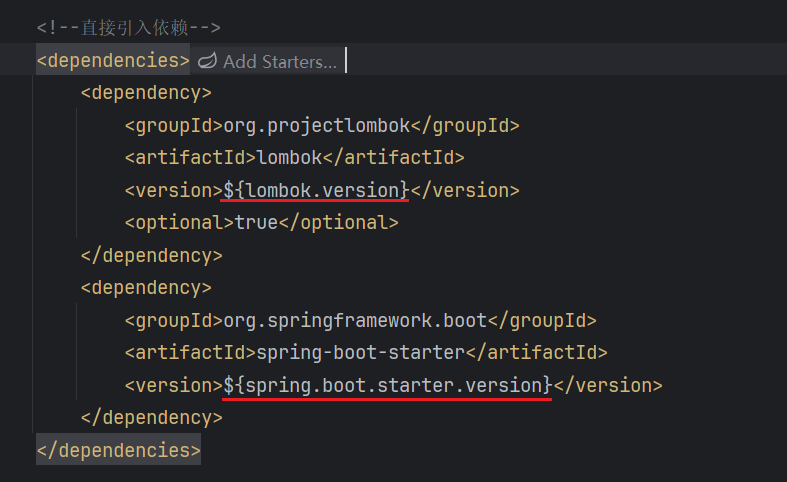 <!--直接引入依赖-->
<dependencies> Add Starters...
<dependency>
<groupId>org.projectlombok</groupId>
<artifactId>lombok</artifactId>
<version>${lombok.version}</version>
<optional>true</optional>
</dependency>
<dependency>
<groupId>org.springframework.boot</groupId>
<artifactId>spring-boot-starter</artifactId>
<version>${spring.boot.starter.version}</version>
</dependency>
</dependencies>